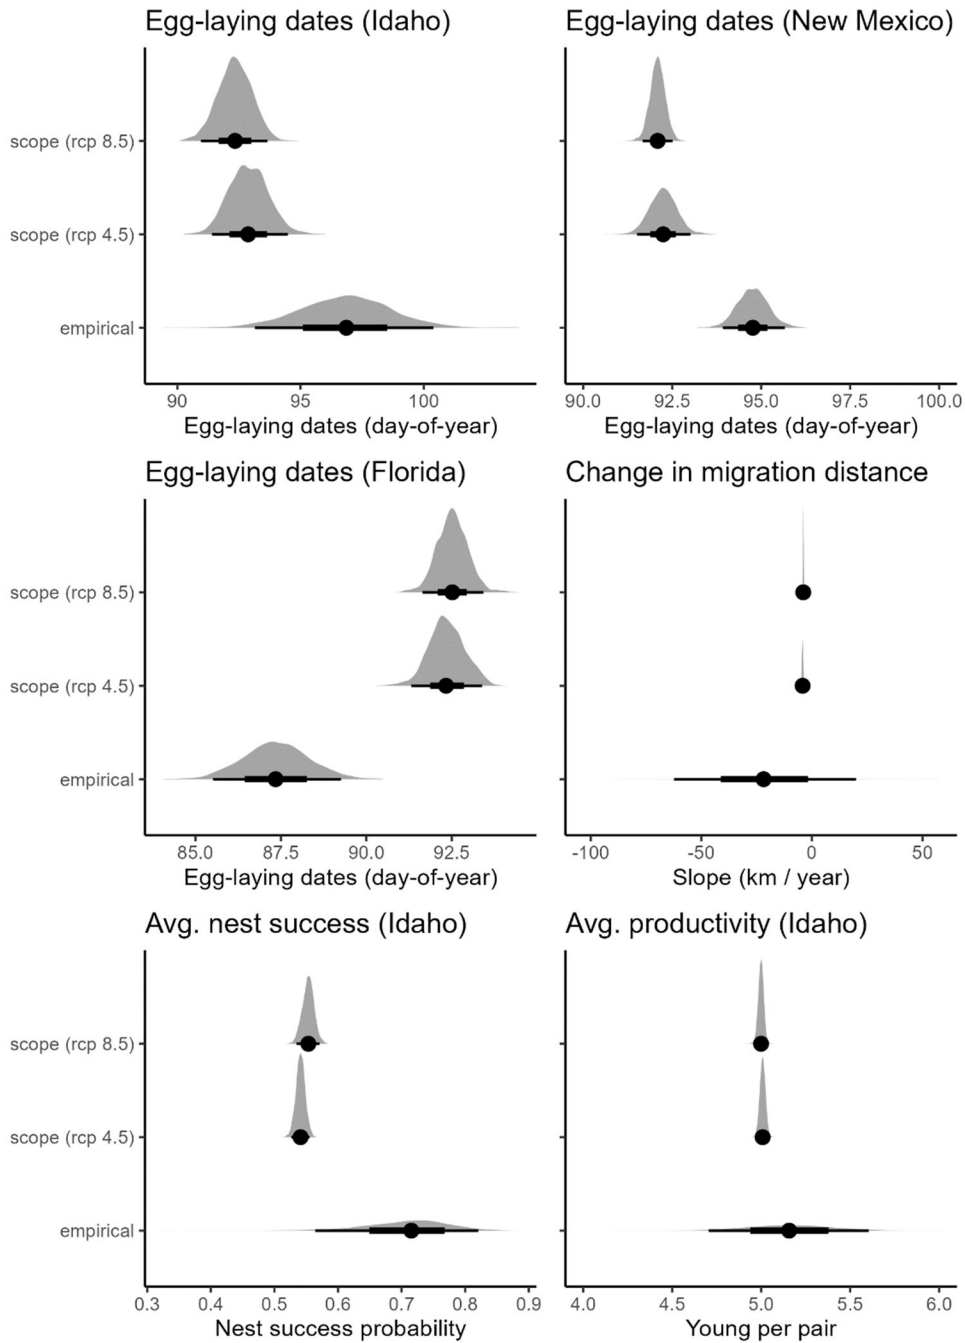 Egg-laying dates (Idaho)
Egg-laying dates (New Mexico)
scope (rcp 8.5)
scope (rcp 4.5)
empirical
90 95 100
90.0 92.5 95.0 97.5 100.0
Egg-laying dates (day-of-year)
Egg-laying dates (day-of-year)
Egg-laying dates (Florida)
Change in migration distance
scope (rcp 8.5)
scope (rcp 4.5)
empirical
85.0 87.5 90.0 92.5
-100 -50 0 50
Egg-laying dates (day-of-year)
Slope (km / year)
Avg. nest success (Idaho)
Avg. productivity (Idaho)
scope (rcp 8.5)
scope (rcp 4.5)
empirical
0.3 0.4 0.5 0.6 0.7 0.8 0.9
4.0 4.5 5.0 5.5 6.0
Nest success probability
Young per pair